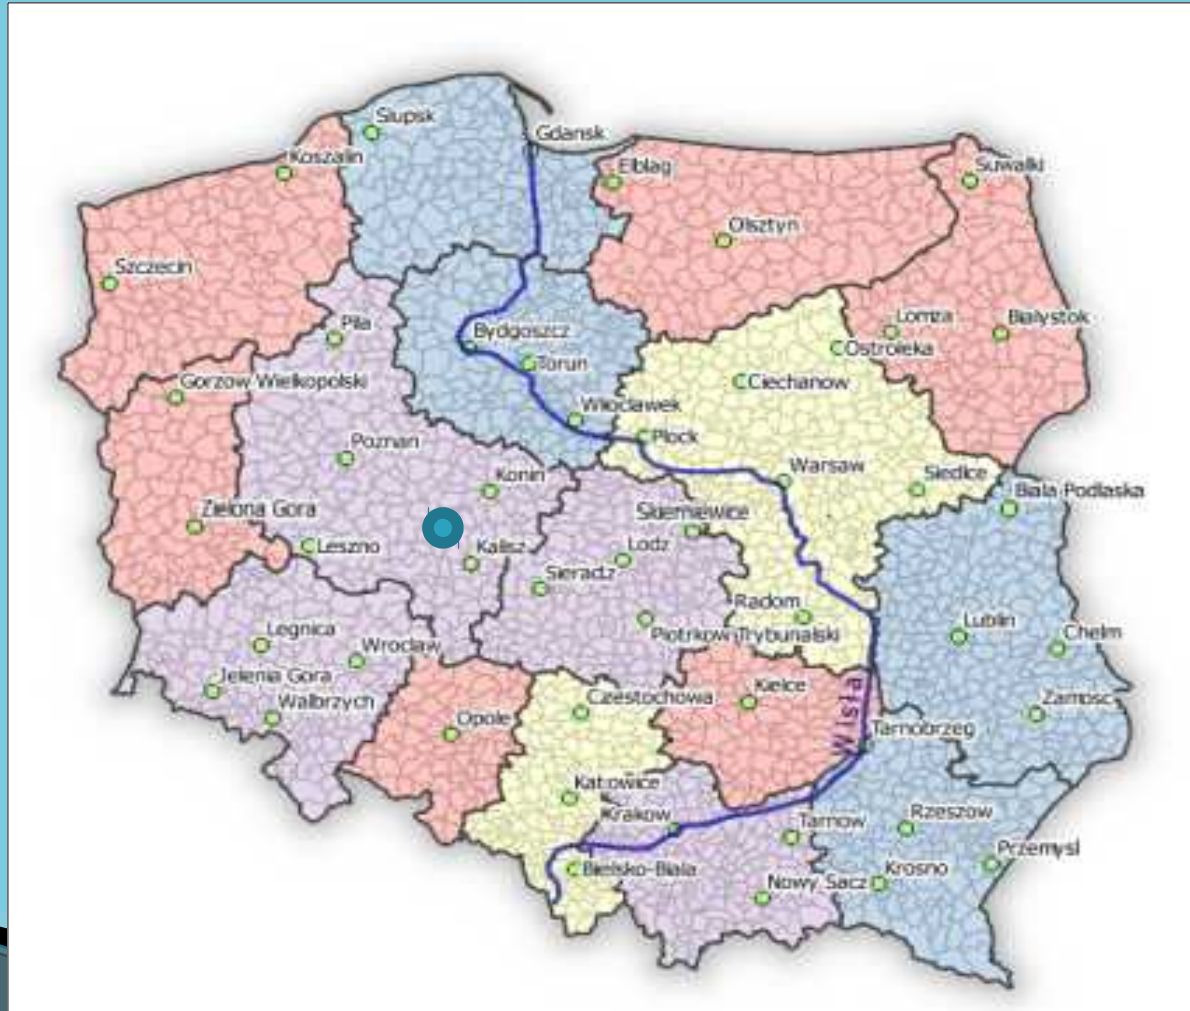 Slupsk
Gdansk
Koszalin
Elblag
Suwalki
Olsztyn
Szczecin
Lomza
Bialystok
Pila
Bydgoszcz
Ostroleka
Torun
Gorzow Wielkopolski
Ciechanow
Wloclawek
Plock
Poznan
Warsaw
Siedlce
Konin
Biala Podlaska
Zielona Gora
Skierniewice
Leszno
Kalisz
Lodz
Sieradz
Radom
Legnica
Piotrkow Trybunalski
Lublin
Chelm
Wroclaw
Jelenia Gora
Walbrzych
Czestochowa
Kielce
Wisla
Zamosc
Opole
Tarnobrzeg
Katowice
Krakow
Tarnow
Rzeszow
Przemysl
Bielsko-Biala
Nowy Sacz
Krosno